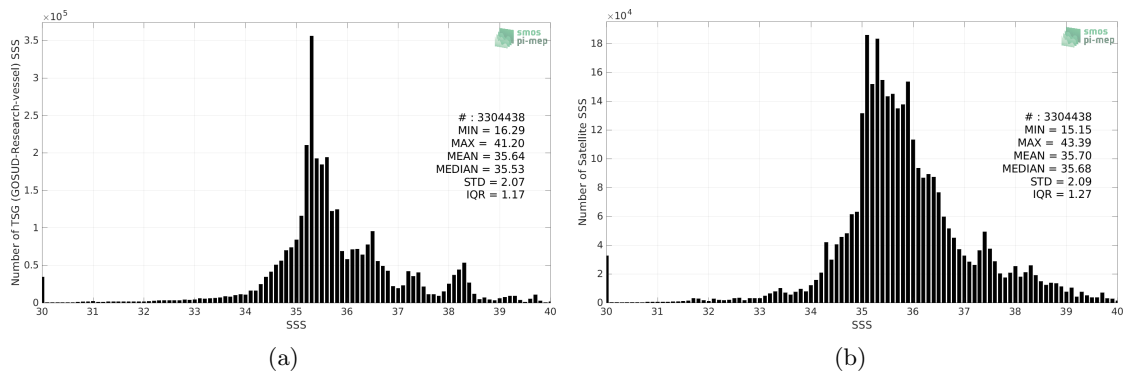 ×10⁵
3.5
3
2.5
2
1.5
1
0.5
0
Number of TSG (GOSUD-Research-vessel) SSS
smos
pi-mep
# : 3304438
MIN = 16.29
MAX = 41.20
MEAN = 35.64
MEDIAN = 35.53
STD = 2.07
IQR = 1.17
30 31 32 33 34 35 36 37 38 39 40
SSS
(a)
×10⁴
18
16
14
12
10
8
6
4
2
0
Number of Satellite SSS
smos
pi-mep
# : 3304438
MIN = 15.15
MAX = 43.39
MEAN = 35.70
MEDIAN = 35.68
STD = 2.09
IQR = 1.27
30 31 32 33 34 35 36 37 38 39 40
SSS
(b)